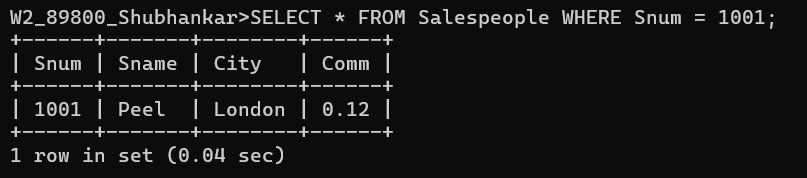 W2_89800_Shubhankar>SELECT * FROM Salespeople WHERE Snum = 1001;
+------+-------+--------+------+
| Snum | Sname | City   | Comm |
+------+-------+--------+------+
| 1001 | Peel  | London | 0.12 |
+------+-------+--------+------+
1 row in set (0.04 sec)